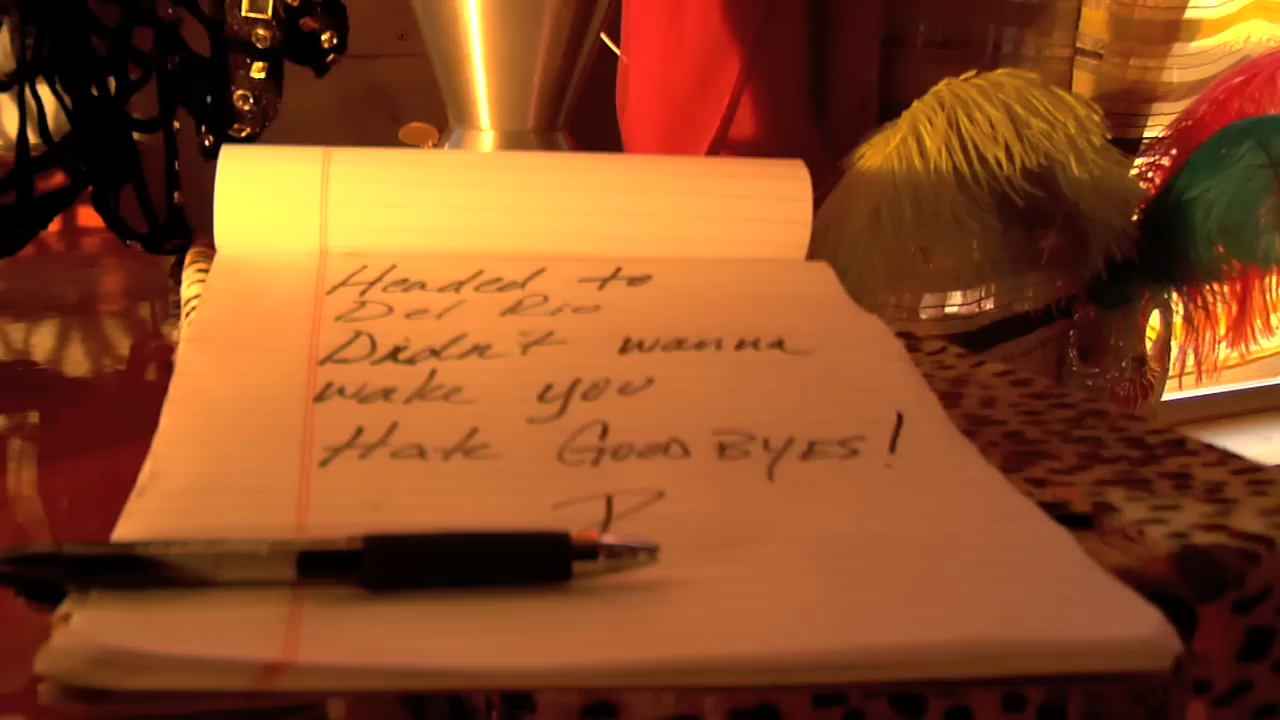 Headed to
Del Rio
Didn't wanna
wake you
Hate GOODBYES!
D